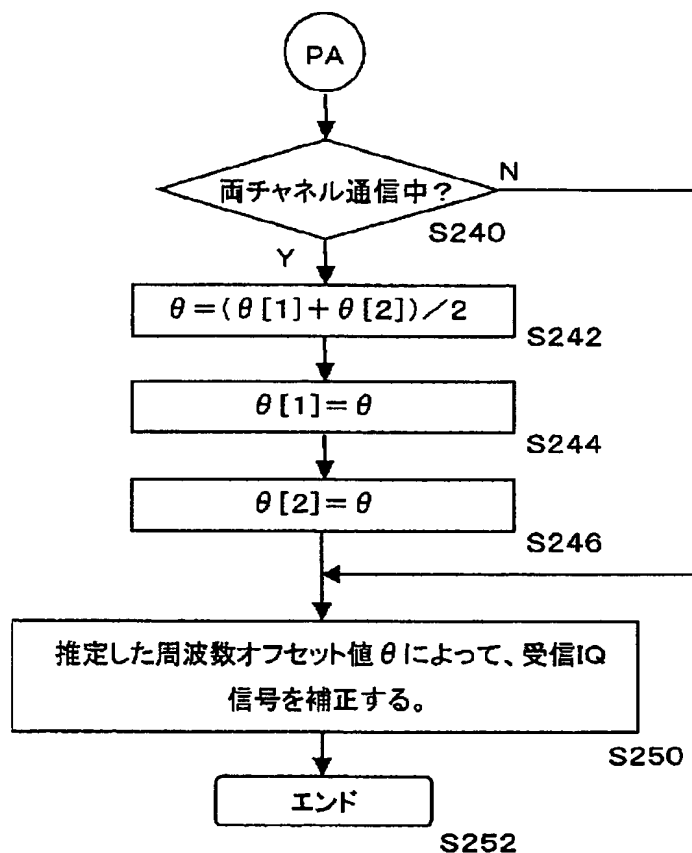 PA
両チャネル通信中？
N
S240
Y
θ＝(θ[1]＋θ[2])／2
S242
θ[1]＝θ
S244
θ[2]＝θ
S246
推定した周波数オフセット値θによって、受信IQ
信号を補正する。
S250
エンド
S252